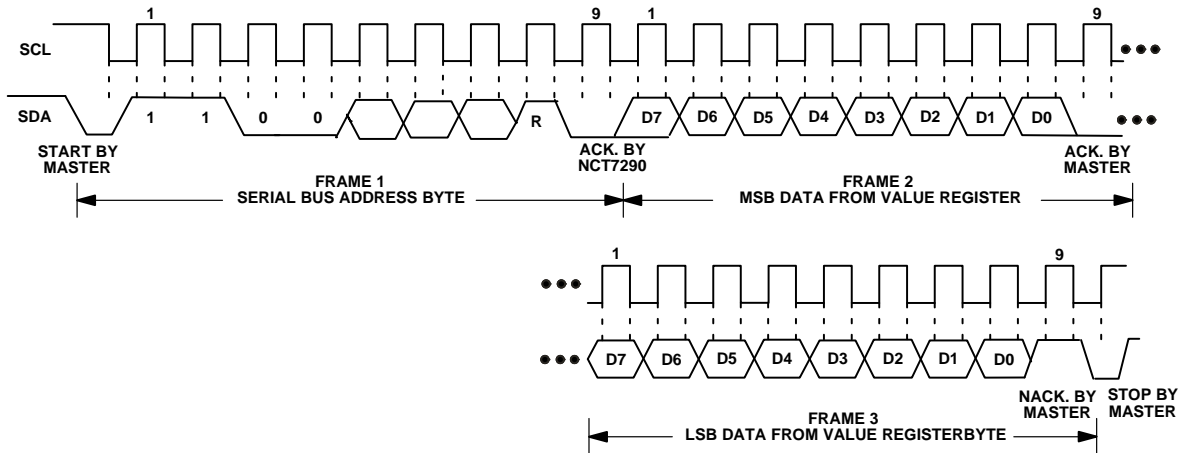 1 9 1 9
SCL
SDA
1 1 0 0 R D7 D6 D5 D4 D3 D2 D1 D0
START BY
MASTER
ACK. BY
NCT7290
ACK. BY
MASTER
FRAME 1
SERIAL BUS ADDRESS BYTE
FRAME 2
MSB DATA FROM VALUE REGISTER
1 9
D7 D6 D5 D4 D3 D2 D1 D0
NACK. BY
MASTER
STOP BY
MASTER
FRAME 3
LSB DATA FROM VALUE REGISTERBYTE